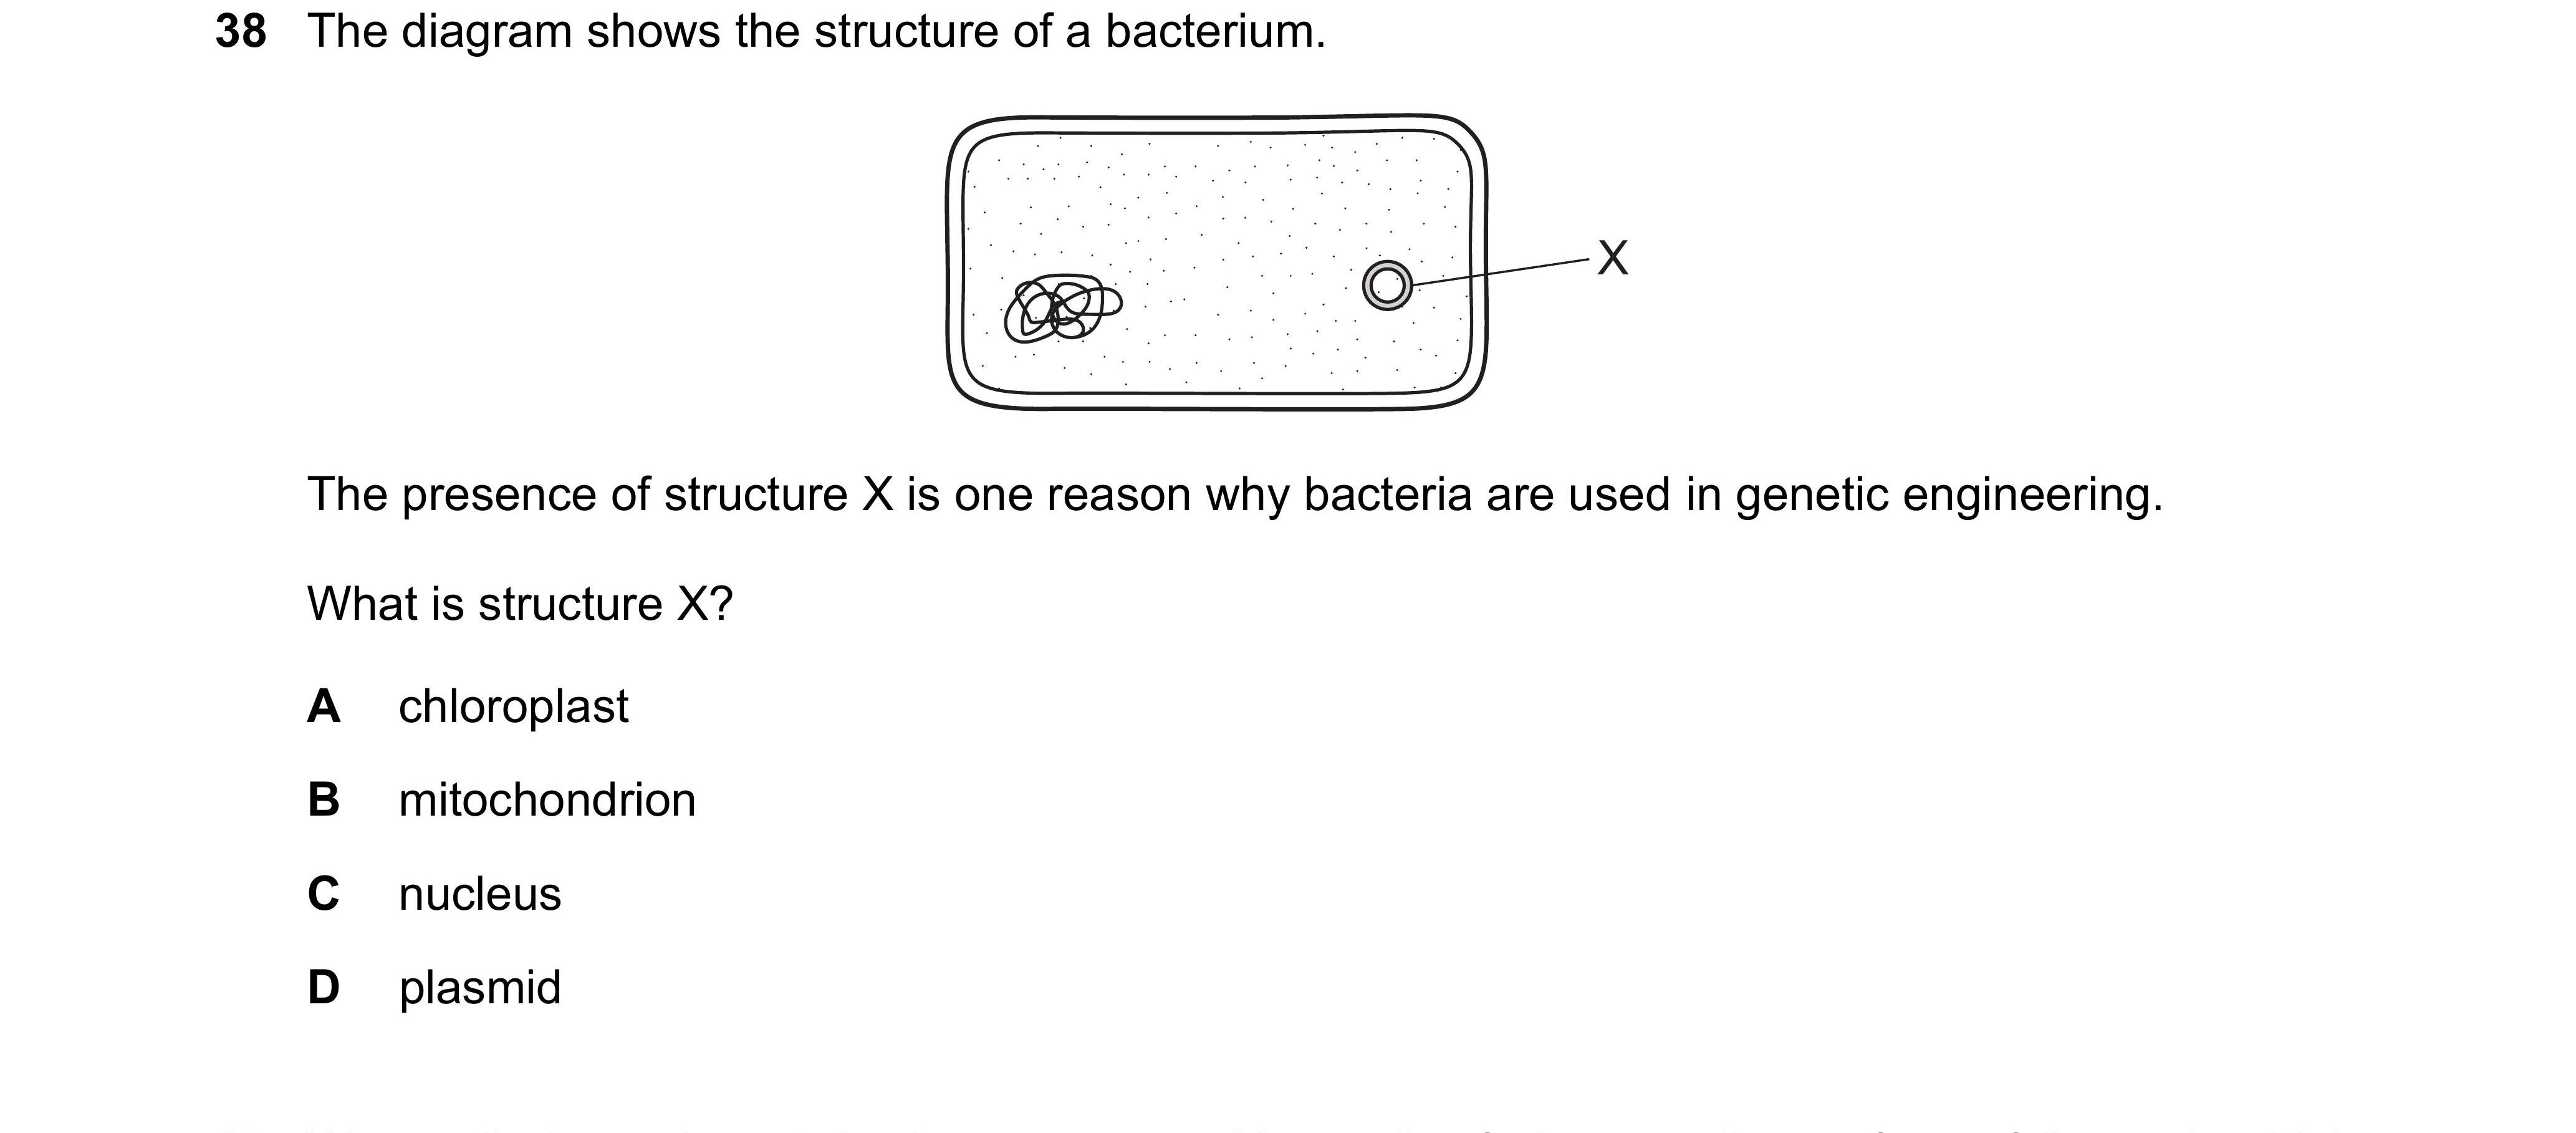 38 The diagram shows the structure of a bacterium.
X
The presence of structure X is one reason why bacteria are used in genetic engineering.
What is structure X?
A chloroplast
B mitochondrion
C nucleus
D plasmid